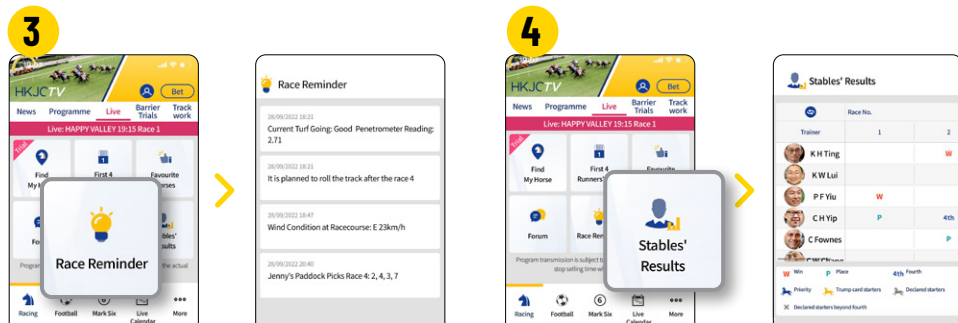 3
HKJC TV
Bet
News Programme Live Barrier Trials Track work
Live: HAPPY VALLEY 19:15 Race 1
Trial
Find My Horse
First 4
Favourite
Race Reminder
Program
the actual
Racing Football Mark Six Live Calendar More
Race Reminder
28/09/2022 18:21
Current Turf Going: Good Penetrometer Reading:
2.71
28/09/2022 18:21
It is planned to roll the track after the race 4
28/09/2022 18:47
Wind Condition at Racecourse: E 23km/h
28/09/2022 20:40
Jenny's Paddock Picks Race 4: 2, 4, 3, 7
4
HKJC TV
Bet
News Programme Live Barrier Trials Track work
Live: HAPPY VALLEY 19:15 Race 1
Trial
Find My Horse
First 4 Runners'
Favourite
Forum
Race Rem
Program transmission is subject to
stop selling time wh
Stables'
Results
Racing Football Mark Six Live Calendar More
Stables' Results
Race No.
Trainer 1 2
K H Ting W
K W Lui
P F Yiu W
C H Yip P 4th
C Fownes P
W Win P Place 4th Fourth
Priority Trump card starters Declared starters
X Declared starters beyond fourth